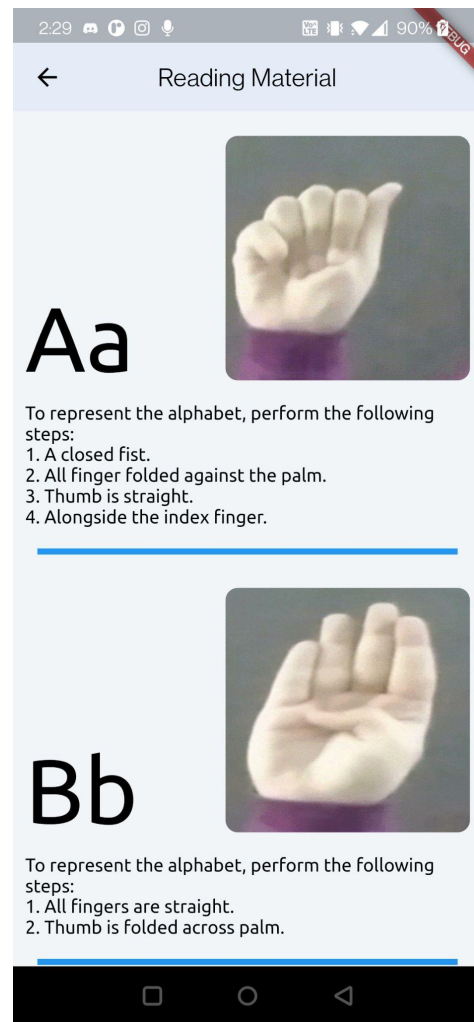 2:29
Vo)) LTE
90%
DEBUG
Reading Material
Aa
To represent the alphabet, perform the following
steps:
1. A closed fist.
2. All finger folded against the palm.
3. Thumb is straight.
4. Alongside the index finger.
Bb
To represent the alphabet, perform the following
steps:
1. All fingers are straight.
2. Thumb is folded across palm.